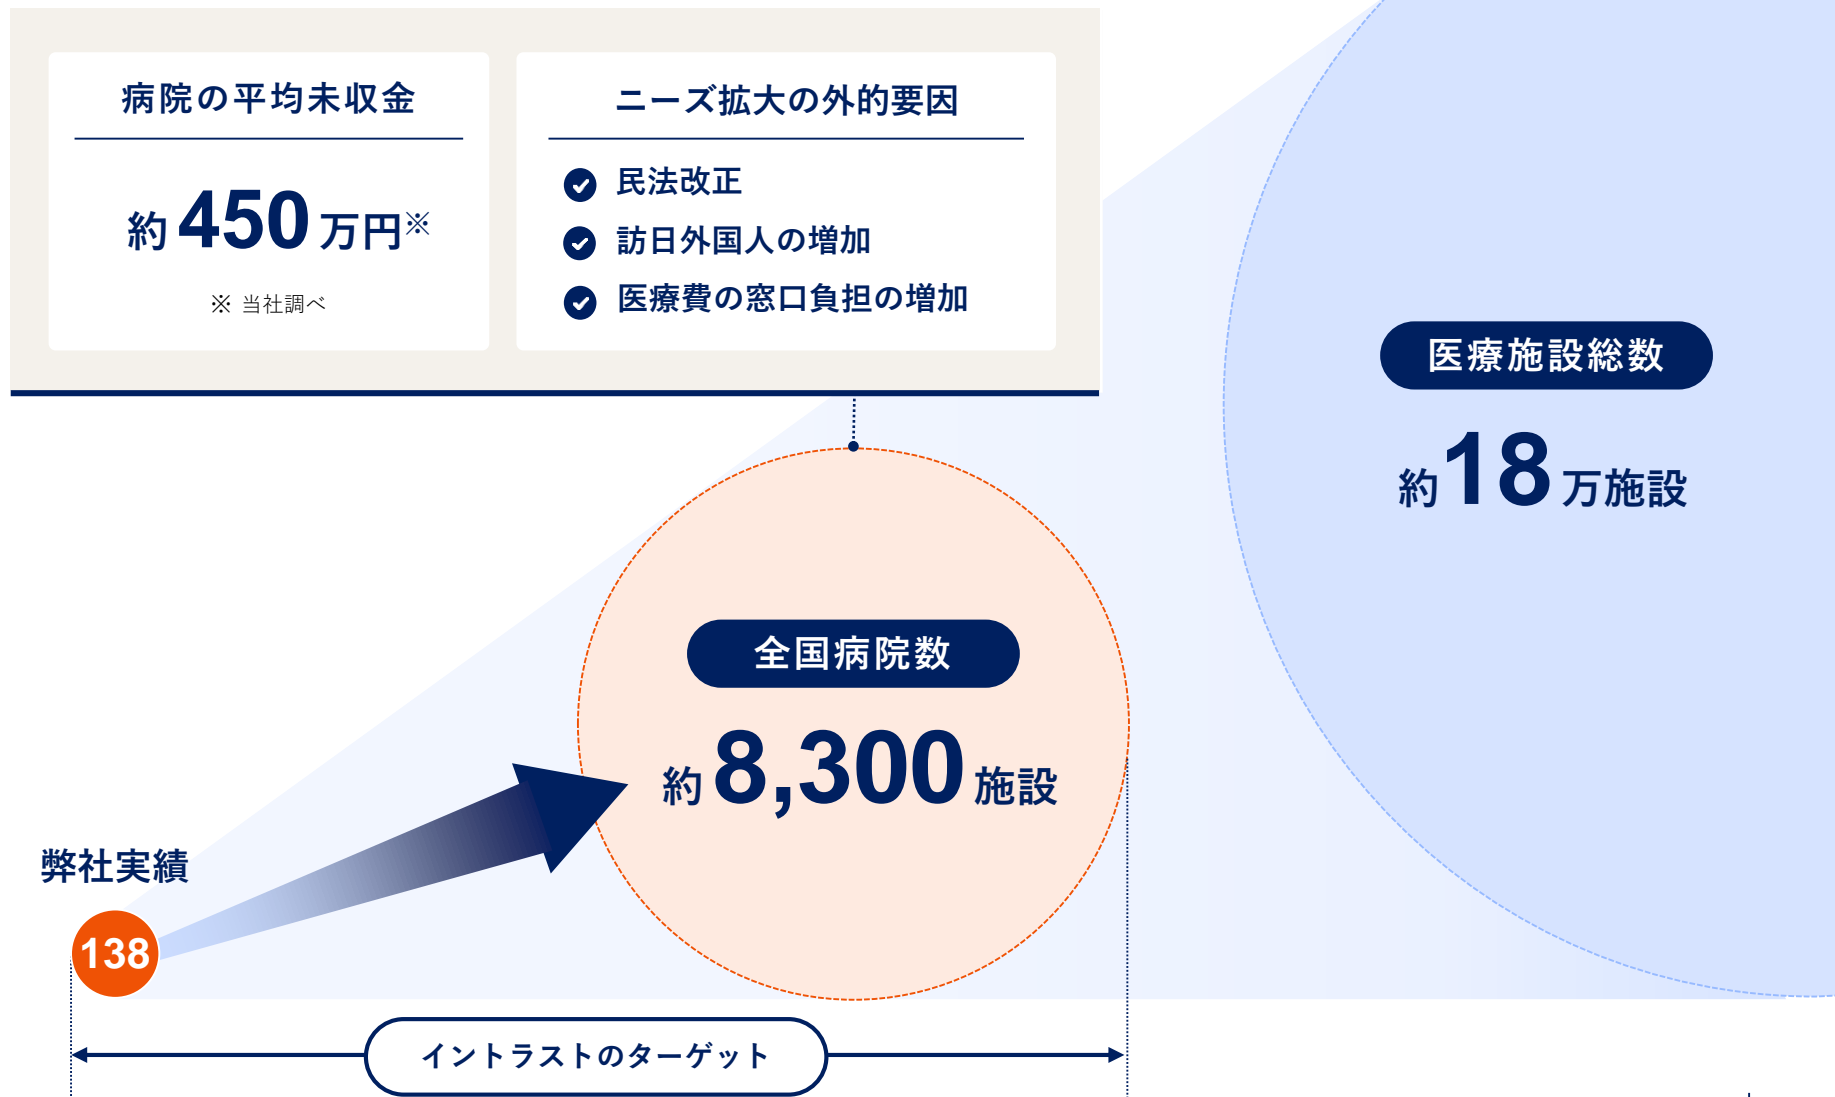 病院の平均未収金
約450万円※
※ 当社調べ
ニーズ拡大の外的要因
民法改正
訪日外国人の増加
医療費の窓口負担の増加
医療施設総数
約18万施設
全国病院数
約8,300施設
弊社実績
138
イントラストのターゲット